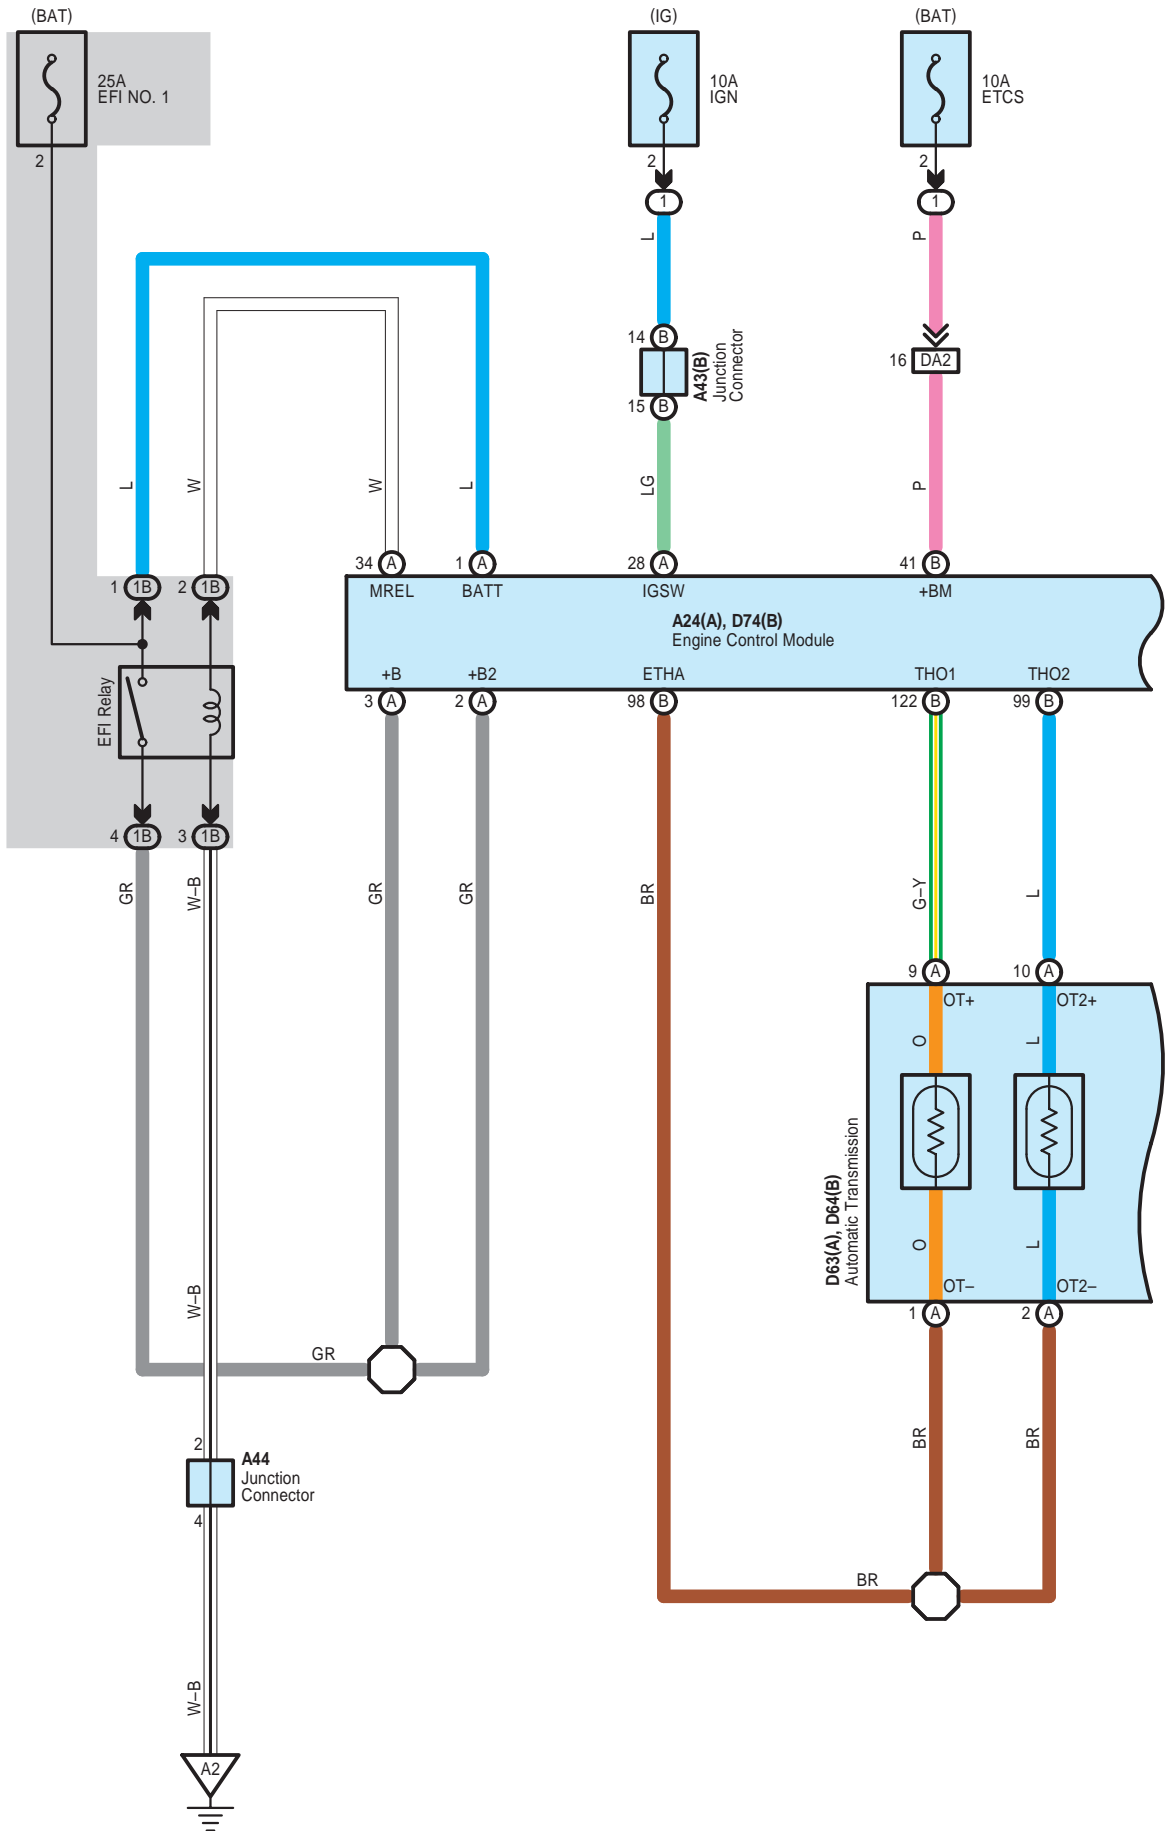 (BAT)
(IG)
(BAT)
25A
EFI NO. 1
10A
IGN
10A
ETCS
2
2
2
1
1
L
P
14
B
A43(B)
Junction
Connector
16
DA2
15
B
L
W
W
L
LG
P
34
A
1
A
28
A
41
B
1
1B
2
1B
MREL
BATT
IGSW
+BM
A24(A), D74(B)
Engine Control Module
+B
+B2
ETHA
THO1
THO2
EFI Relay
3
A
2
A
98
B
122
B
99
B
4
1B
3
1B
GR
W–B
GR
GR
BR
G–Y
L
9
A
10
A
OT+
OT2+
O
L
D63(A), D64(B)
Automatic Transmission
O
L
OT–
OT2–
W–B
1
A
2
A
GR
BR
BR
2
A44
Junction
Connector
4
BR
W–B
A2